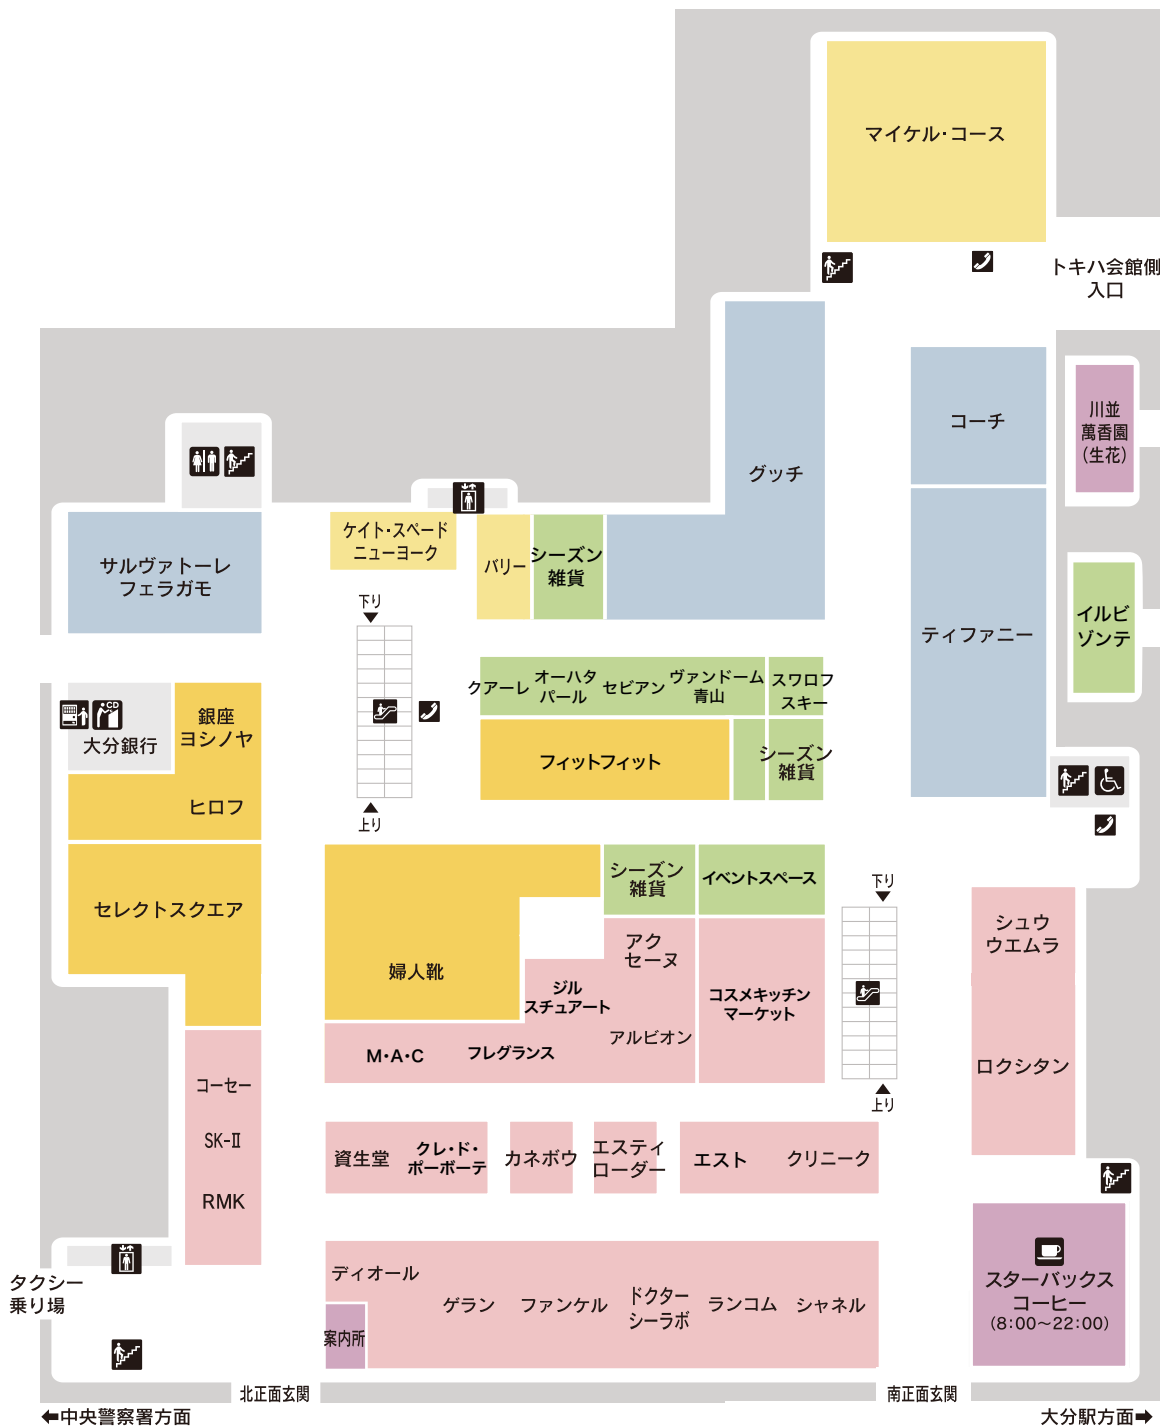 マイケル・コース
トキハ会館側
入口
コーチ
川並
萬香園
(生花)
グッチ
ケイト・スペード
ニューヨーク
バリー
シーズン
雑貨
サルヴァトーレ
フェラガモ
イルビ
ゾンテ
ティファニー
下り
クアーレ
オーハタ
パール
セビアン
ヴァンドーム
青山
スワロフ
スキー
CD
大分銀行
銀座
ヨシノヤ
フィットフィット
シーズン
雑貨
ヒロフ
上り
シーズン
雑貨
イベントスペース
下り
セレクトスクエア
婦人靴
アク
セーヌ
シュウ
ウエムラ
ジル
スチュアート
コスメキッチン
マーケット
アルビオン
M・A・C
フレグランス
ロクシタン
コーセー
上り
SK-II
資生堂
クレ・ド・
ポーボーテ
カネボウ
エスティ
ローダー
エスト
クリニーク
RMK
タクシー
乗り場
ディオール
ゲラン
ファンケル
ドクター
シーラボ
ランコム
シャネル
スターバックス
コーヒー
(8:00~22:00)
案内所
北正面玄関
南正面玄関
⬅中央警察署方面
大分駅方面➡